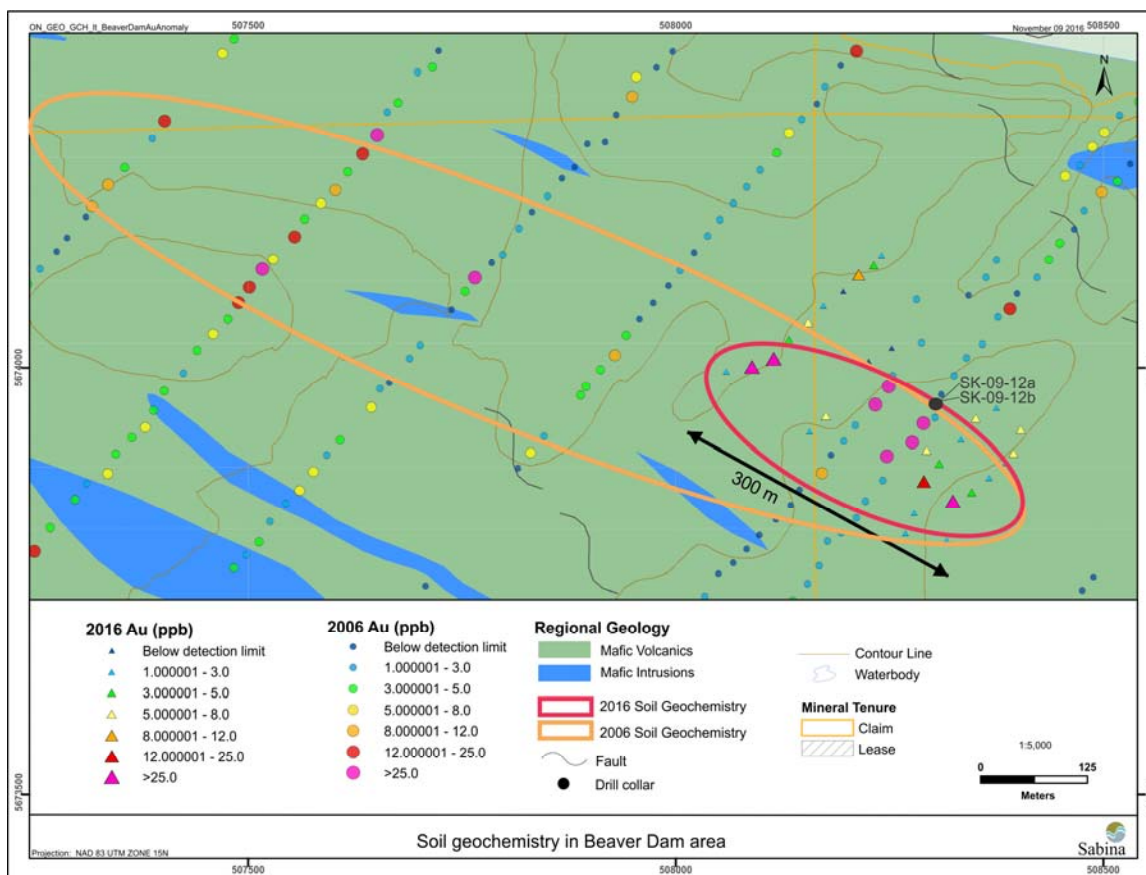 ON_GEO_GCH_II_BeaverDamAuAnomaly
507500
508000
508500
November 09 2016
N
5674000
SK-09-12a
SK-09-12b
300 m
2016 Au (ppb)
Below detection limit
1.000001 - 3.0
3.000001 - 5.0
5.000001 - 8.0
8.000001 - 12.0
12.000001 - 25.0
>25.0
2006 Au (ppb)
Below detection limit
1.000001 - 3.0
3.000001 - 5.0
5.000001 - 8.0
8.000001 - 12.0
12.000001 - 25.0
>25.0
Regional Geology
Mafic Volcanics
Mafic Intrusions
2016 Soil Geochemistry
2006 Soil Geochemistry
Fault
Drill collar
Contour Line
Waterbody
Mineral Tenure
Claim
Lease
1:5,000
0 125
Meters
5673500
Soil geochemistry in Beaver Dam area
Projection: NAD 83 UTM ZONE 15N
Sabina
507500
508000
508500